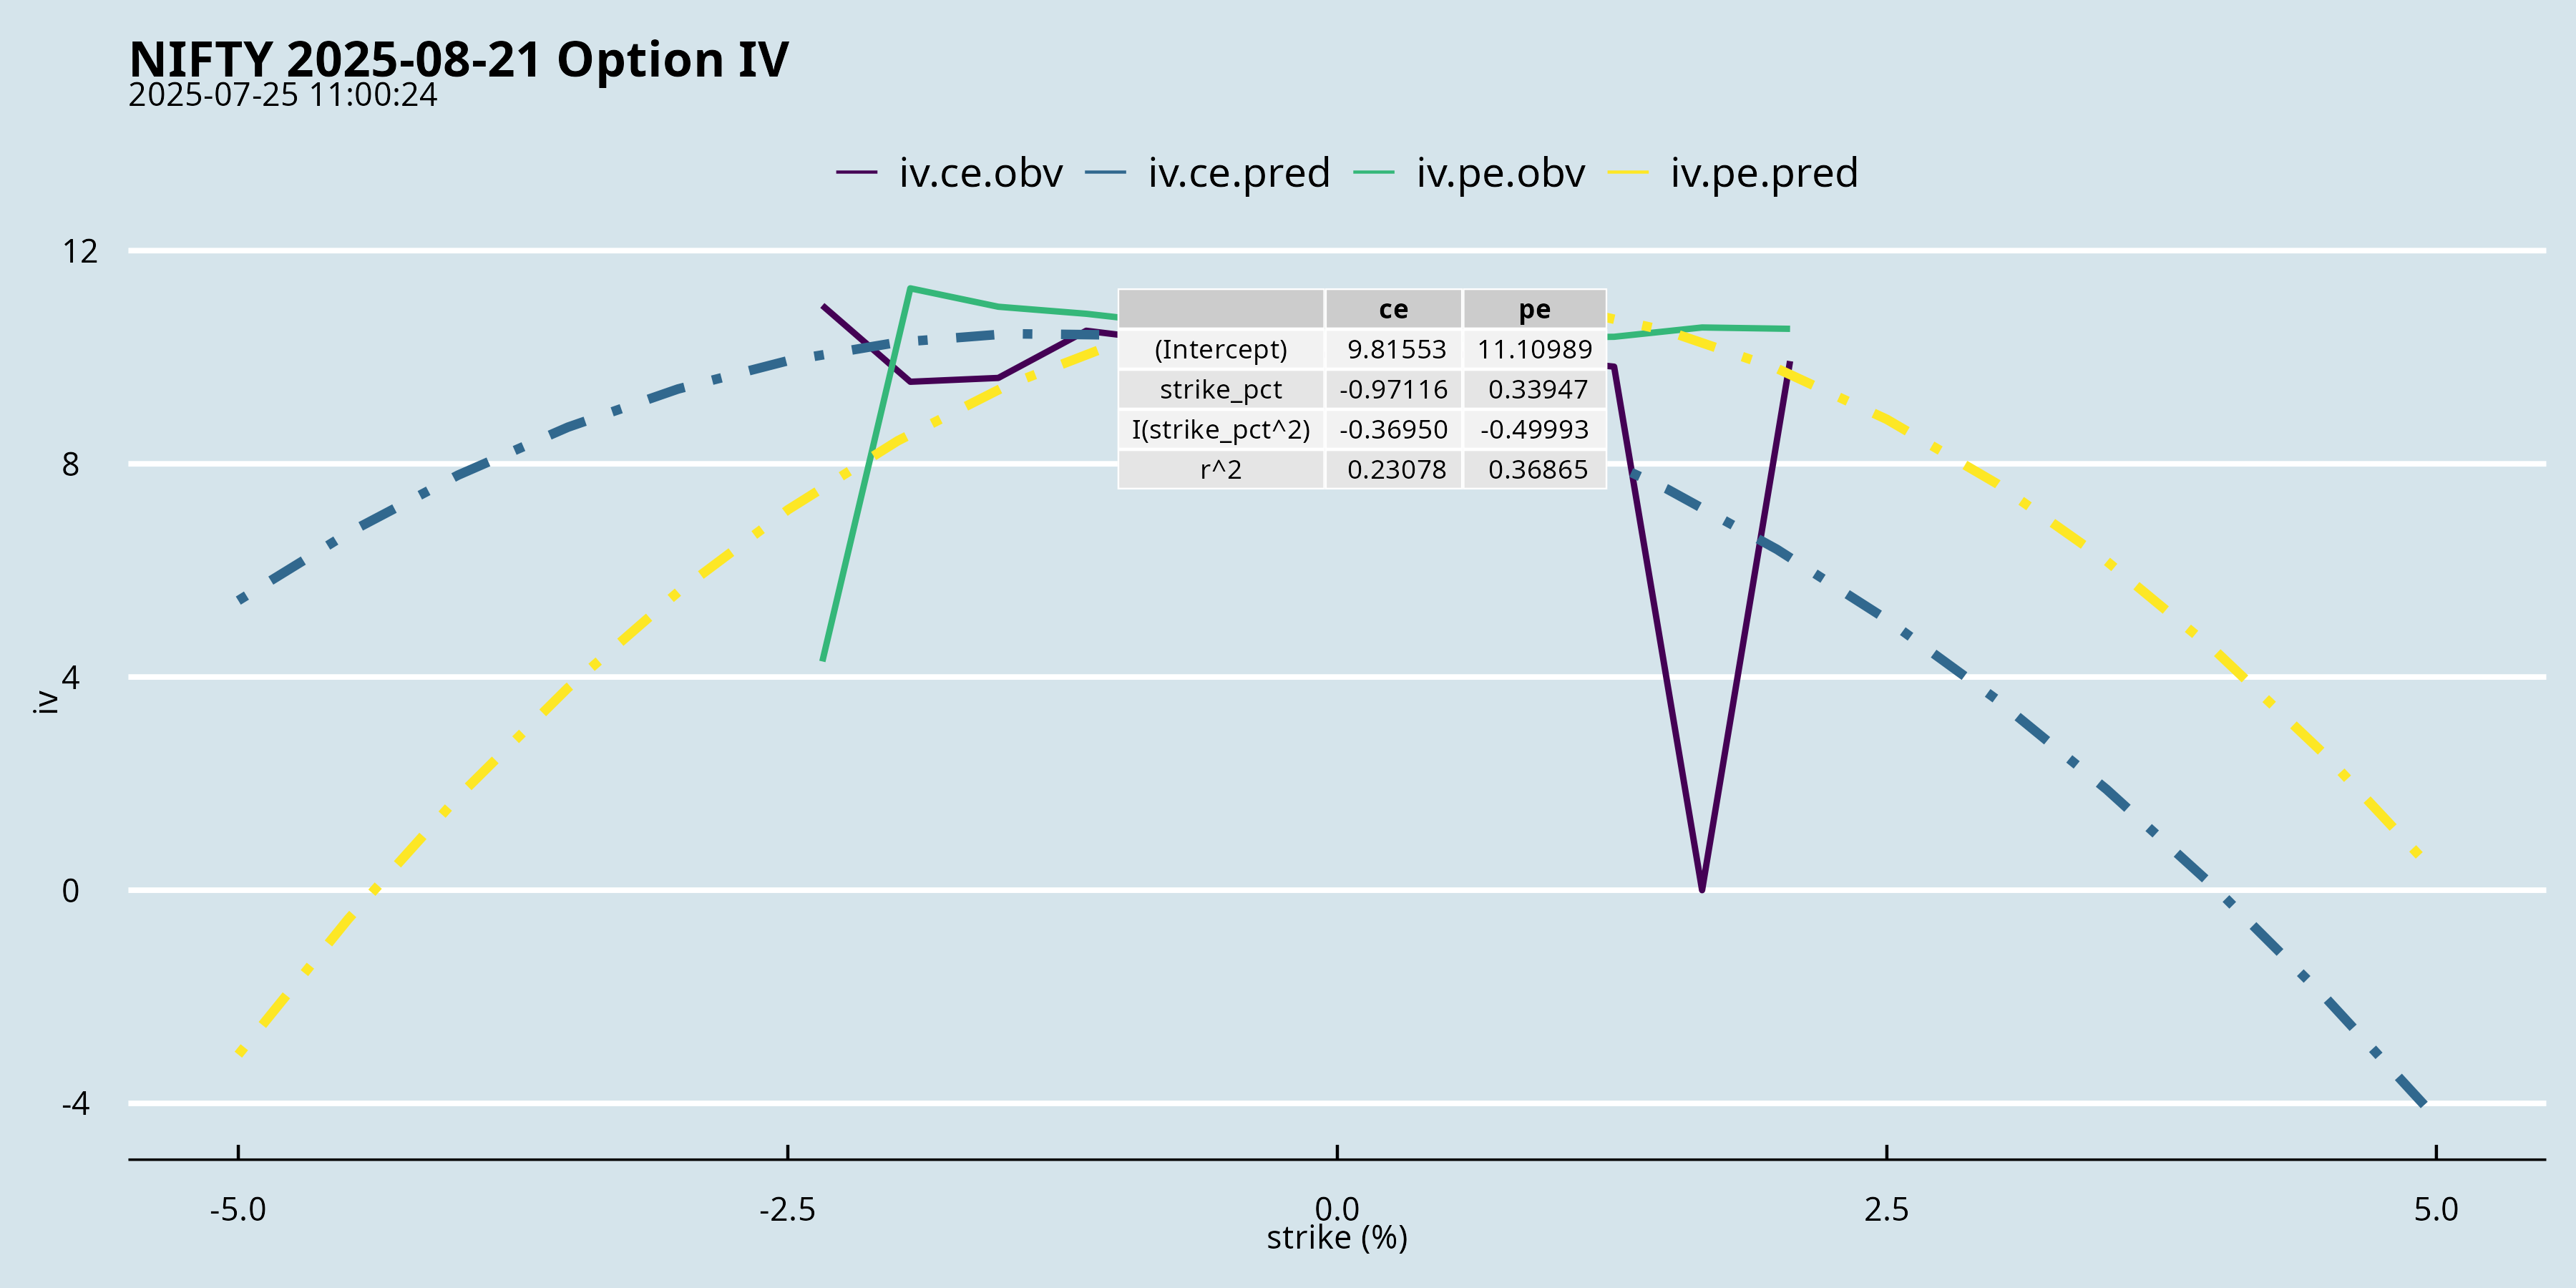 NIFTY 2025-08-21 Option IV
2025-07-25 11:00:24
iv.ce.obv iv.ce.pred iv.pe.obv iv.pe.pred
12
8
4
0
-4
iv
ce pe
(Intercept) 9.81553 11.10989
strike_pct -0.97116 0.33947
I(strike_pct^2) -0.36950 -0.49993
r^2 0.23078 0.36865
-5.0 -2.5 0.0 2.5 5.0
strike (%)